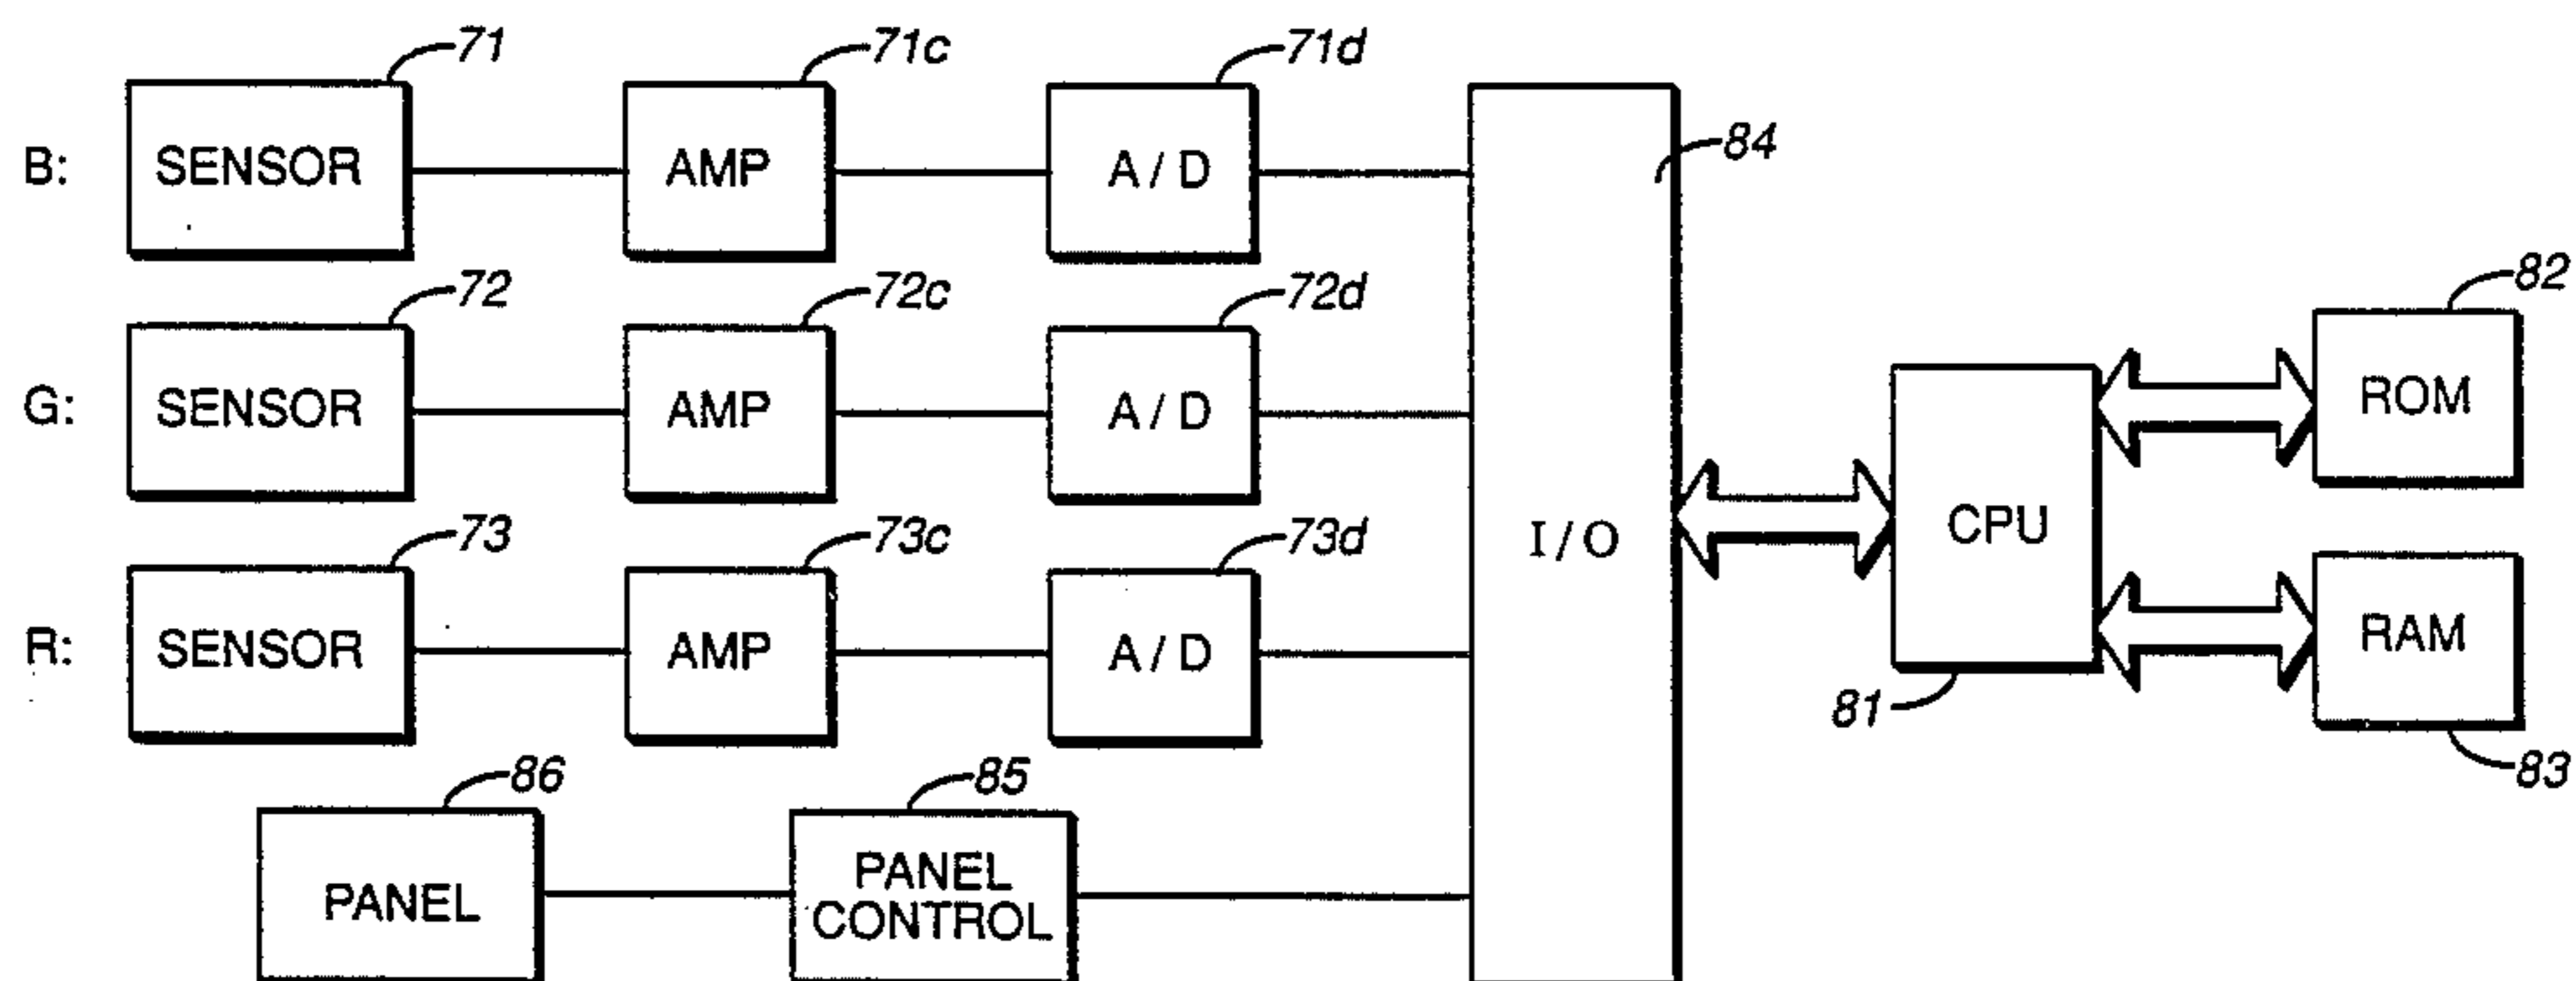 71
71c
71d
B:
SENSOR
AMP
A / D
84
72
72c
72d
82
G:
SENSOR
AMP
A / D
ROM
73
73c
73d
I / O
CPU
R:
SENSOR
AMP
A / D
RAM
81
83
86
85
PANEL
PANEL
CONTROL